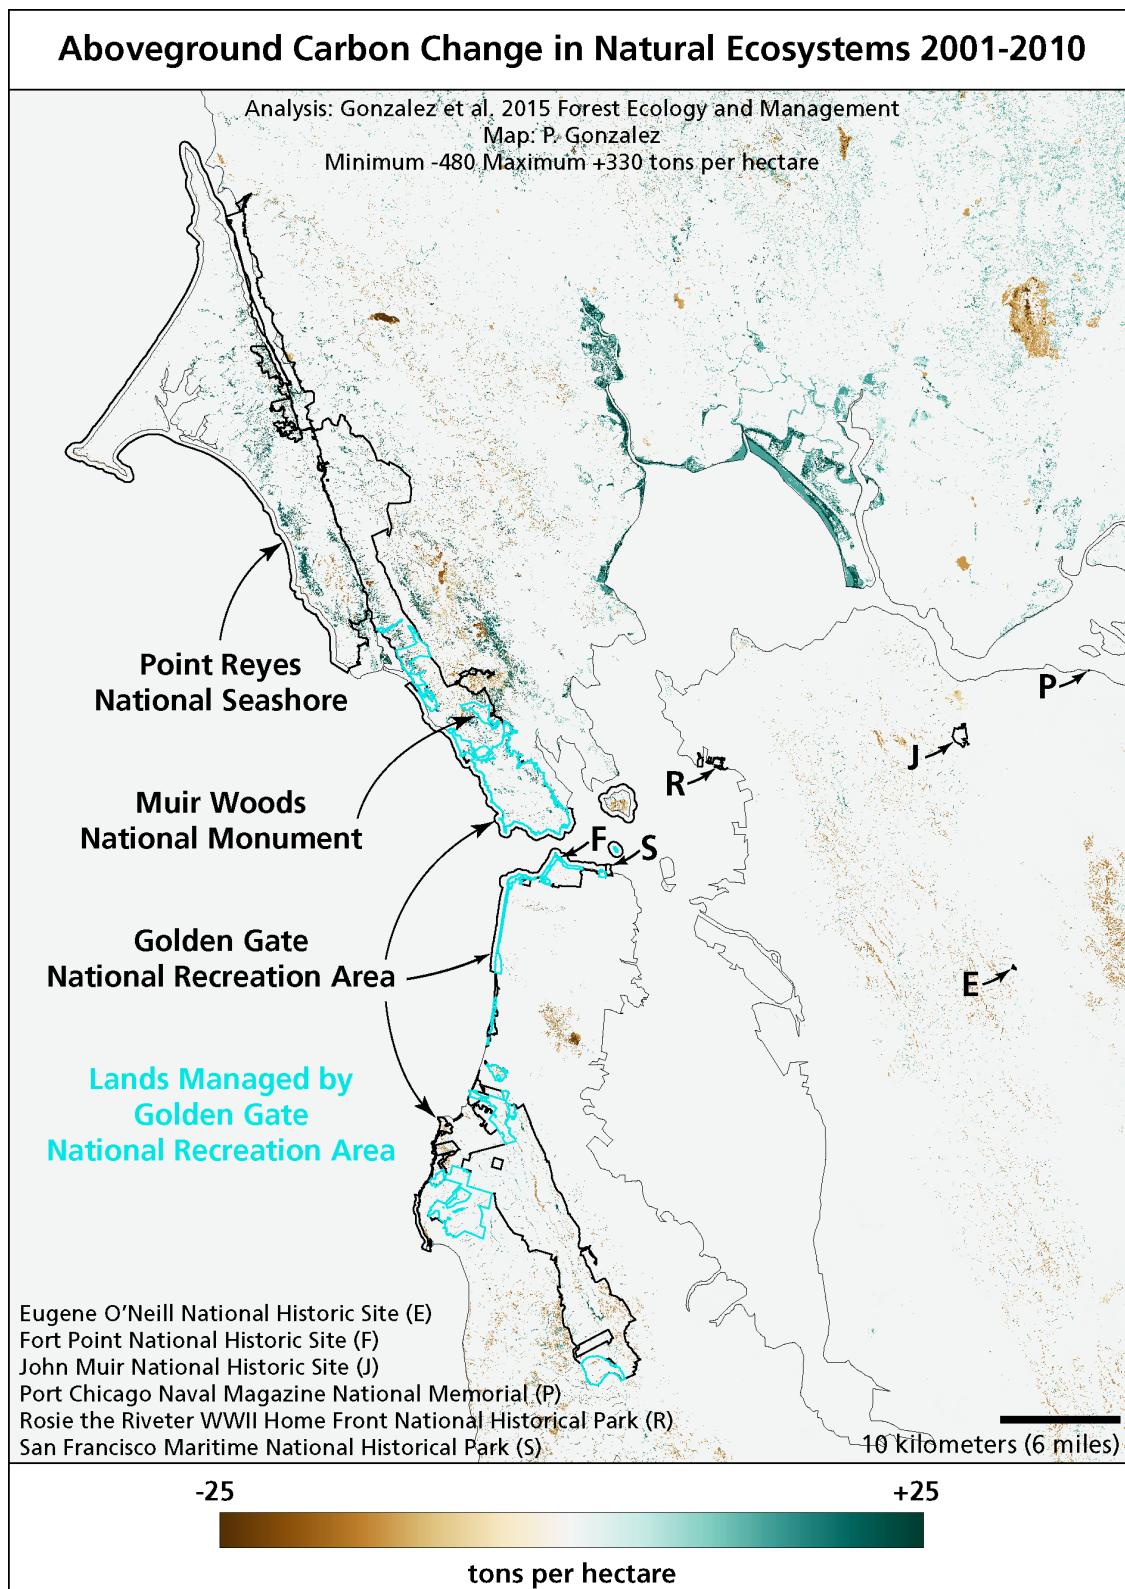 Aboveground Carbon Change in Natural Ecosystems 2001-2010
Analysis: Gonzalez et al. 2015 Forest Ecology and Management
Map: P. Gonzalez
Minimum -480 Maximum +330 tons per hectare
Point Reyes
National Seashore
P
J
R
Muir Woods
National Monument
F
S
Golden Gate
National Recreation Area
E
Lands Managed by
Golden Gate
National Recreation Area
Eugene O'Neill National Historic Site (E)
Fort Point National Historic Site (F)
John Muir National Historic Site (J)
Port Chicago Naval Magazine National Memorial (P)
Rosie the Riveter WWII Home Front National Historical Park (R)
San Francisco Maritime National Historical Park (S)
10 kilometers (6 miles)
-25
+25
tons per hectare